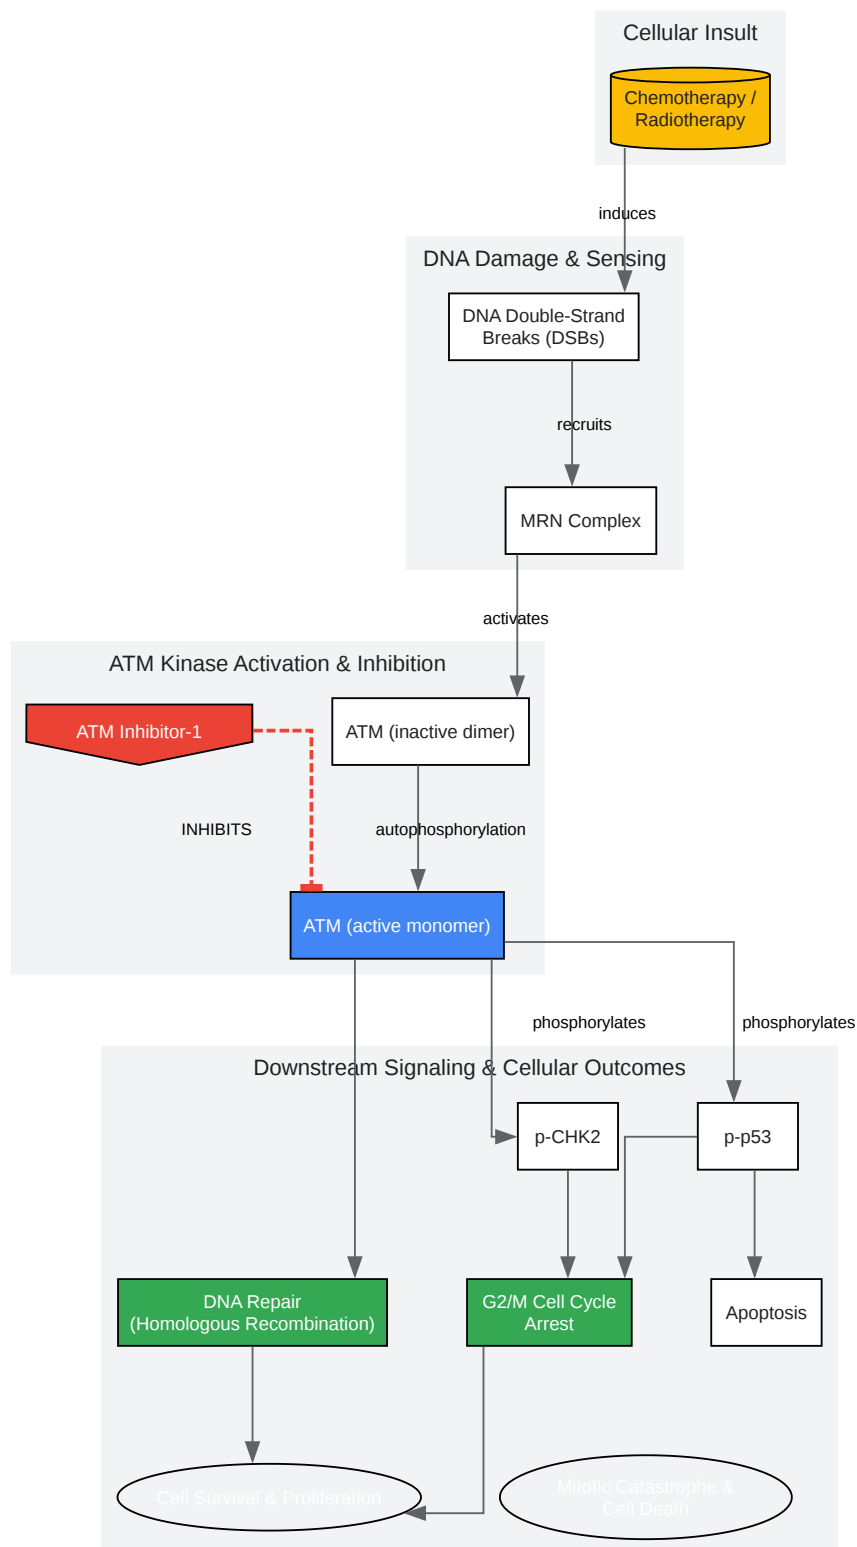 Cellular Insult
Chemotherapy /
Radiotherapy
induces
DNA Damage & Sensing
DNA Double-Strand
Breaks (DSBs)
recruits
MRN Complex
activates
ATM Kinase Activation & Inhibition
ATM Inhibitor-1
ATM (inactive dimer)
INHIBITS
autophosphorylation
ATM (active monomer)
phosphorylates
phosphorylates
Downstream Signaling & Cellular Outcomes
p-CHK2
p-p53
DNA Repair
(Homologous Recombination)
G2/M Cell Cycle
Arrest
Apoptosis
Cell Survival & Proliferation
Mitotic Catastrophe &
Cell Death